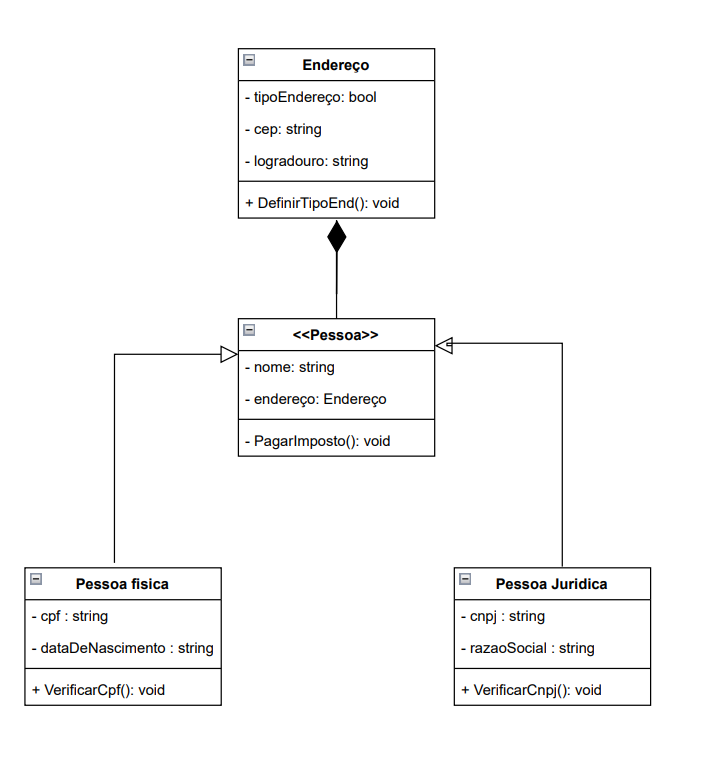 Endereço
- tipoEndereço: bool
- cep: string
- logradouro: string
+ DefinirTipoEnd(): void
<<Pessoa>>
- nome: string
- endereço: Endereço
- PagarImposto(): void
Pessoa fisica
- cpf : string
- dataDeNascimento : string
+ VerificarCpf(): void
Pessoa Juridica
- cnpj : string
- razaoSocial : string
+ VerificarCnpj(): void